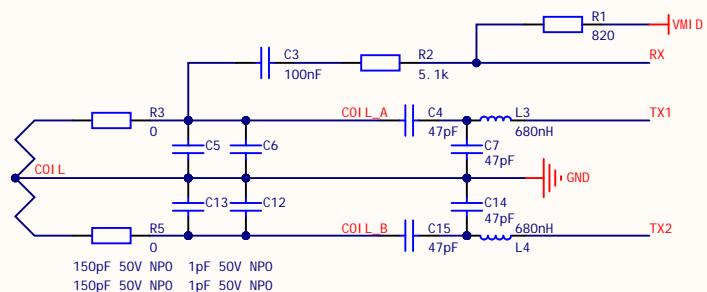 R1
VMID
820
C3
R2
RX
100nF
5.1k
R3
COIL_A
C4
L3
TX1
0
47pF
680nH
C5
C6
C7
47pF
COIL
GND
C13
C12
C14
47pF
R5
COIL_B
C15
680nH
TX2
0
47pF
L4
150pF 50V NPO 1pF 50V NPO
150pF 50V NPO 1pF 50V NPO